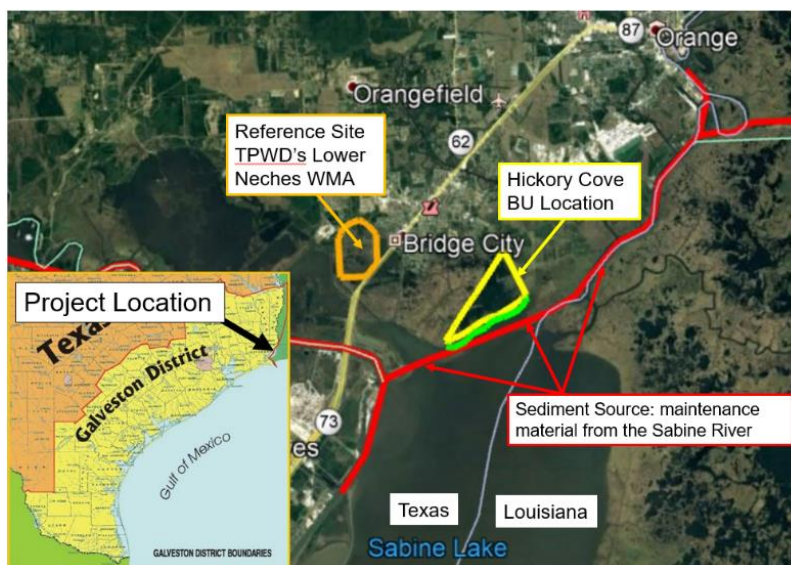 87
Orange
Orangefield
Reference Site
TPWD's Lower
Neches WMA
62
Hickory Cove
BU Location
Bridge City
Project Location
Texas
Galveston District
Gulf of Mexico
GALVESTON DISTRICT BOUNDARIES
73
es
Sediment Source: maintenance
material from the Sabine River
Texas
Louisiana
Sabine Lake